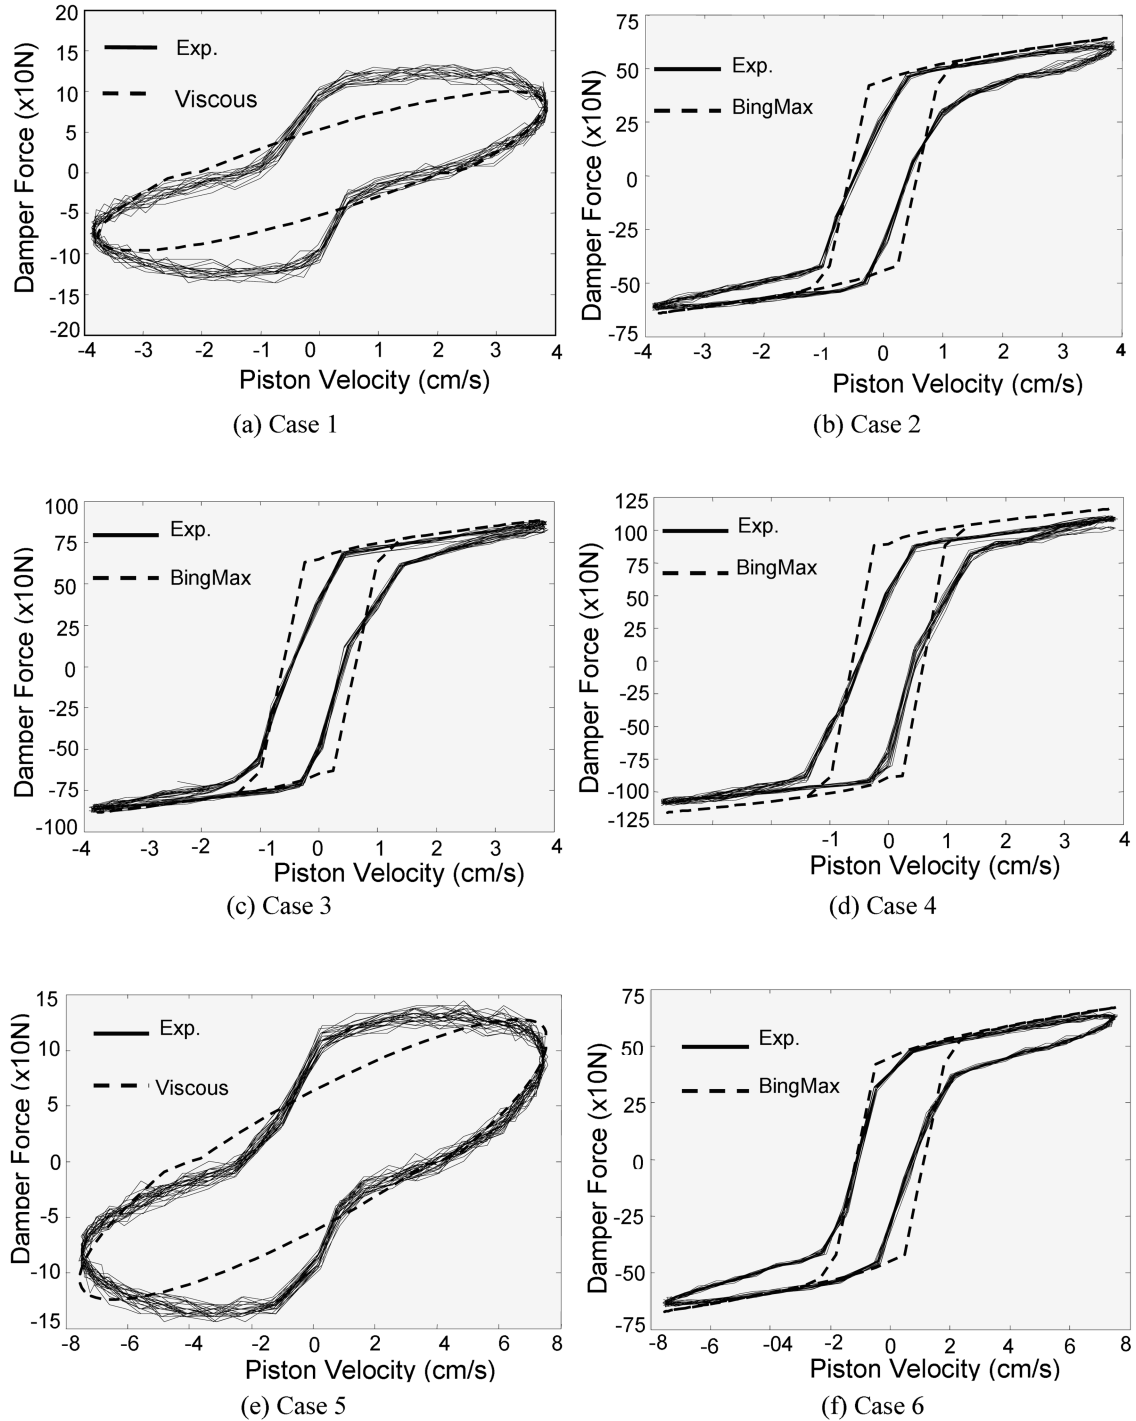 20
15
10
5
0
-5
-10
-15
20
Damper Force (x10N)
Exp.
Viscous
-4 -3 -2 -1 0 1 2 3 4
Piston Velocity (cm/s)
(a) Case 1
75
50
25
0
-25
-50
-75
Damper Force (x10N)
Exp.
BingMax
-4 -1 0 1 2 3 4
Piston Velocity (cm/s)
(b) Case 2
100
75
50
25
0
-25
-50
-75
-100
Damper Force (x10N)
Exp.
BingMax
-4 -3 -2 -1 0 1 2 3 4
Piston Velocity (cm/s)
(c) Case 3
125
100
75
50
25
0
-25
-50
-75
-100
-125
Damper Force (x10N)
Exp.
BingMax
-1 0 1 2 3 4
Piston Velocity (cm/s)
(d) Case 4
15
10
5
0
-5
-10
-15
Damper Force (x10N)
Exp.
Viscous
-8 -6 -4 -2 0 2 4 6 8
Piston Velocity (cm/s)
(e) Case 5
75
50
25
0
-25
-50
-75
Damper Force (x10N)
Exp.
BingMax
-8 -6 -04 -2 0 2 4 6 8
Piston Velocity (cm/s)
(f) Case 6